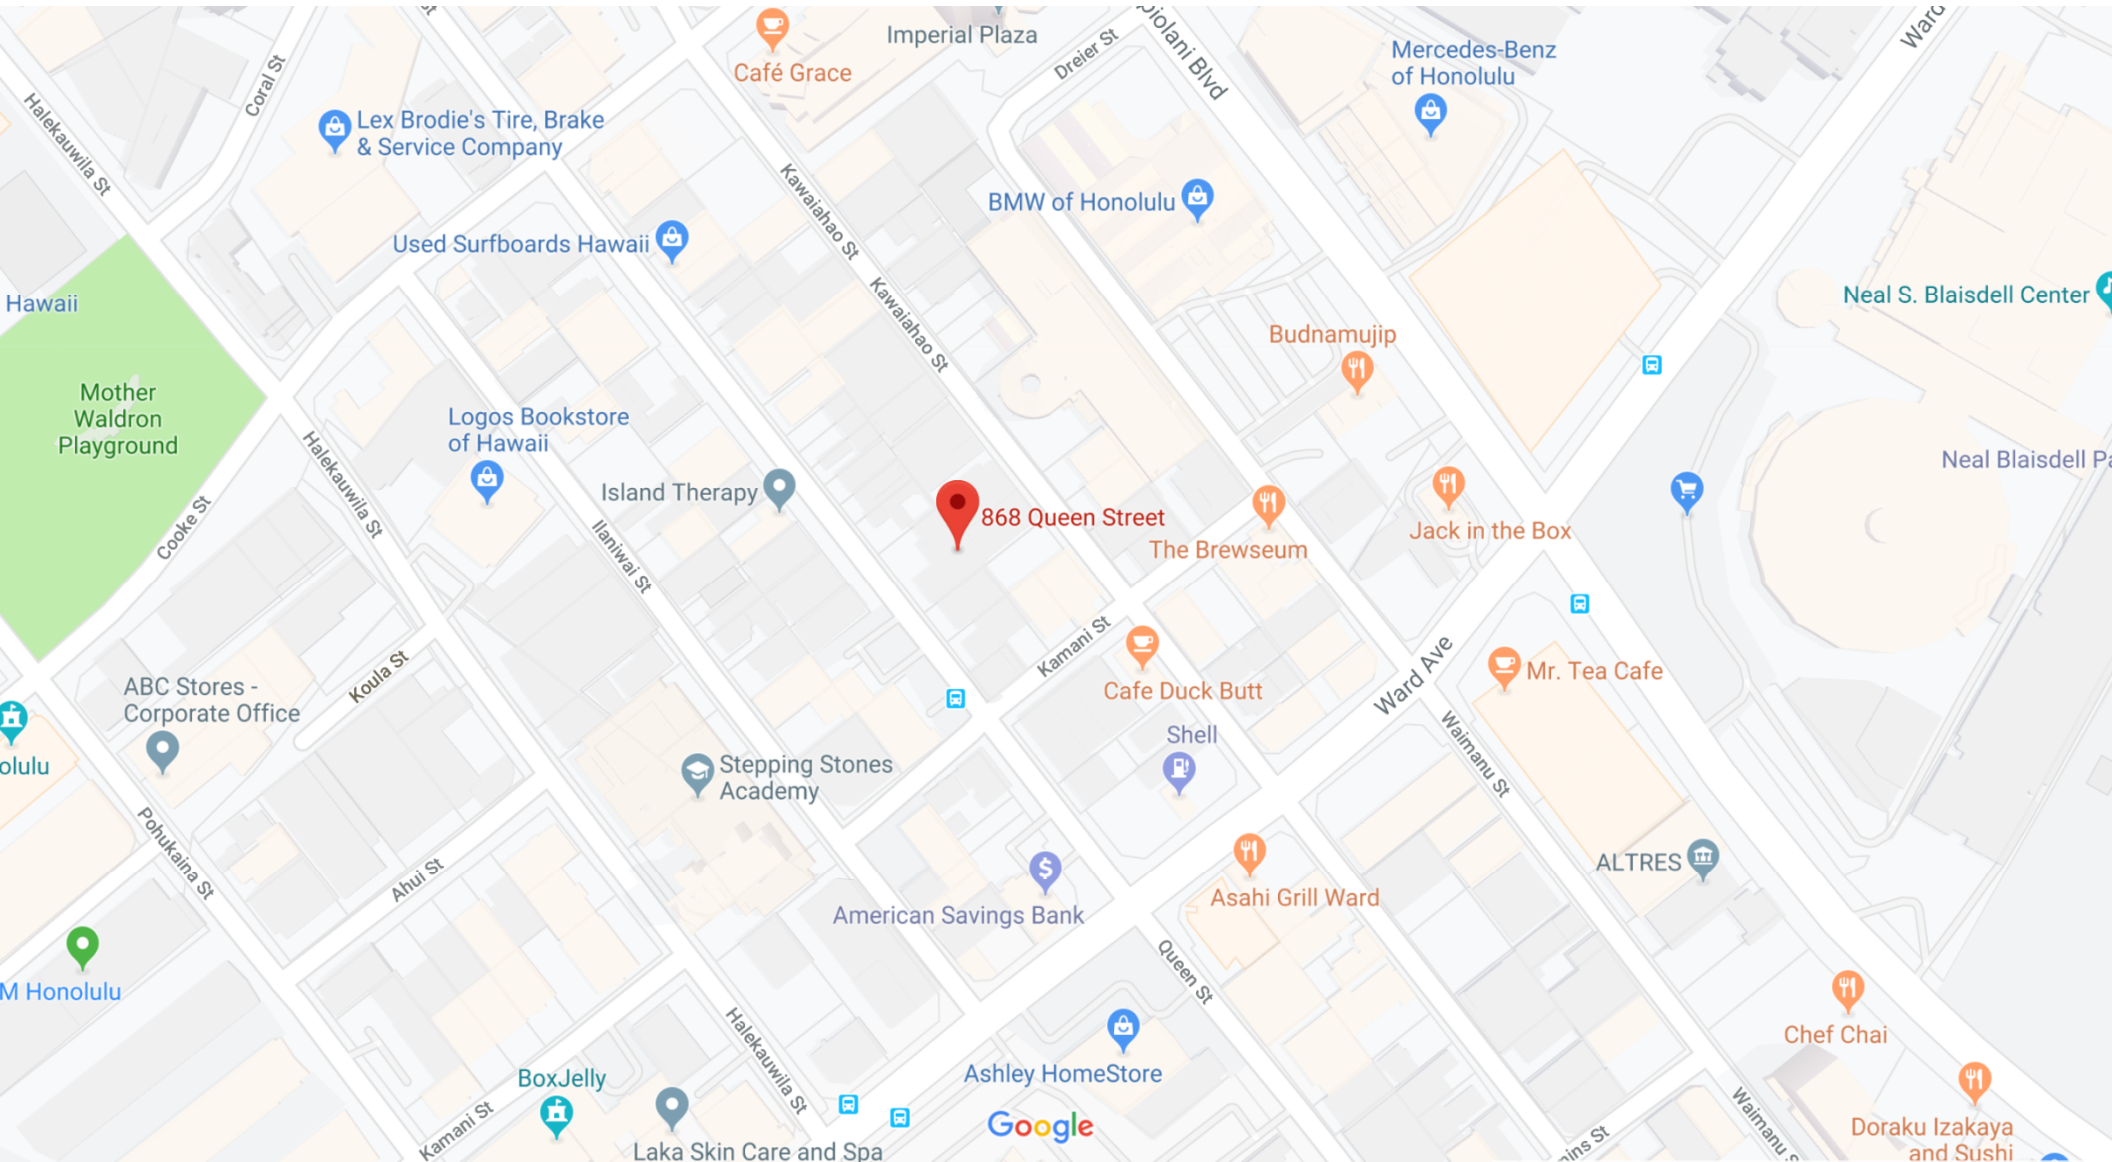 Imperial Plaza
Café Grace
Dreier St
Mercedes-Benz
of Honolulu
Ward
Coral St
Halekauwila St
Lex Brodie's Tire, Brake
& Service Company
Kawaiahao St
BMW of Honolulu
Used Surfboards Hawaii
Hawaii
Kawaiahao St
Neal S. Blaisdell Center
Budnamujip
Mother
Waldron
Playground
Logos Bookstore
of Hawaii
Halekauwila St
Neal Blaisdell
Island Therapy
868 Queen Street
Cooke St
Ilaniwai St
The Brewseum
Jack in the Box
Kamani St
Ward Ave
Koula St
ABC Stores -
Corporate Office
Cafe Duck Butt
Mr. Tea Cafe
Shell
Waimanu St
olulu
Stepping Stones
Academy
Pohukaina St
Ahui St
ALTRES
American Savings Bank
Asahi Grill Ward
Queen St
M Honolulu
Halekauwila St
Chef Chai
Ashley HomeStore
BoxJelly
Google
Kamani St
Waimanu
Laka Skin Care and Spa
Doraku Izakaya
and Sushi